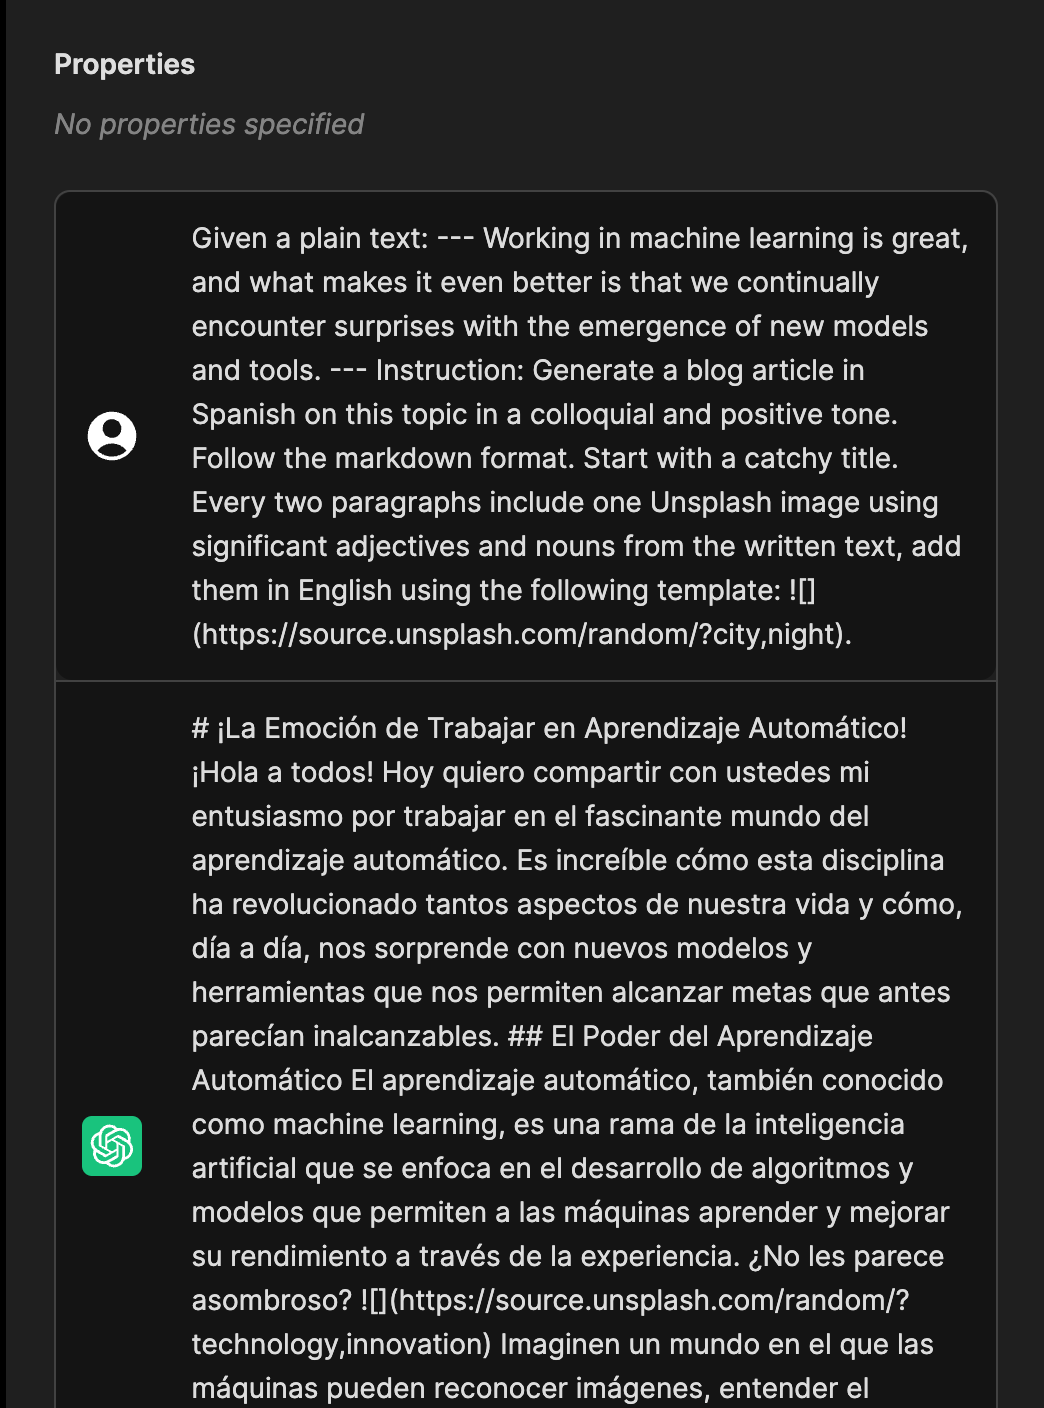 Properties
No properties specified
Given a plain text: --- Working in machine learning is great,
and what makes it even better is that we continually
encounter surprises with the emergence of new models
and tools. --- Instruction: Generate a blog article in
Spanish on this topic in a colloquial and positive tone.
Follow the markdown format. Start with a catchy title.
Every two paragraphs include one Unsplash image using
significant adjectives and nouns from the written text, add
them in English using the following template: ![]
(https://source.unsplash.com/random/?city,night).
# ¡La Emoción de Trabajar en Aprendizaje Automático!
¡Hola a todos! Hoy quiero compartir con ustedes mi
entusiasmo por trabajar en el fascinante mundo del
aprendizaje automático. Es increíble cómo esta disciplina
ha revolucionado tantos aspectos de nuestra vida y cómo,
día a día, nos sorprende con nuevos modelos y
herramientas que nos permiten alcanzar metas que antes
parecían inalcanzables. ## El Poder del Aprendizaje
Automático El aprendizaje automático, también conocido
como machine learning, es una rama de la inteligencia
artificial que se enfoca en el desarrollo de algoritmos y
modelos que permiten a las máquinas aprender y mejorar
su rendimiento a través de la experiencia. ¿No les parece
asombroso? ![](https://source.unsplash.com/random/?
technology,innovation) Imaginen un mundo en el que las
máquinas pueden reconocer imágenes, entender el